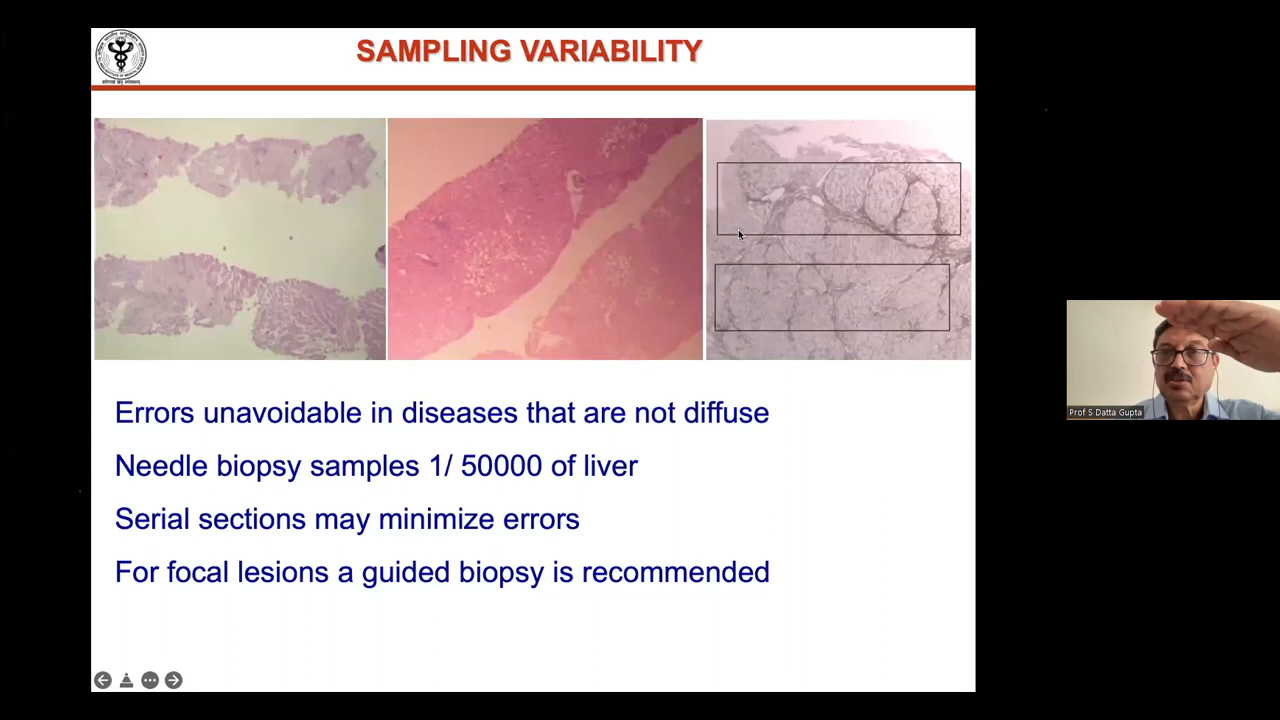 SAMPLING VARIABILITY
Errors unavoidable in diseases that are not diffuse
Needle biopsy samples 1/ 50000 of liver
Serial sections may minimize errors
For focal lesions a guided biopsy is recommended
Prof S Datta Gupta